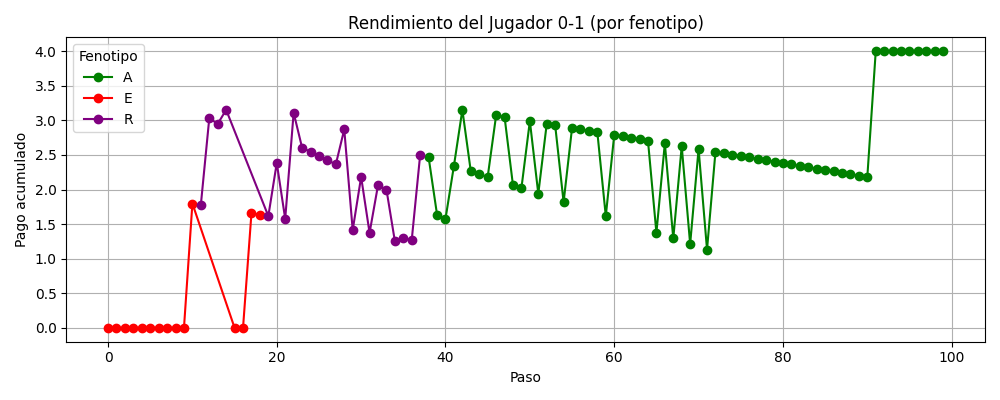 Rendimiento del Jugador 0-1 (por fenotipo)
Fenotipo
A
E
R
Pago acumulado
4.0
3.5
3.0
2.5
2.0
1.5
1.0
0.5
0.0
0 20 40 60 80 100
Paso